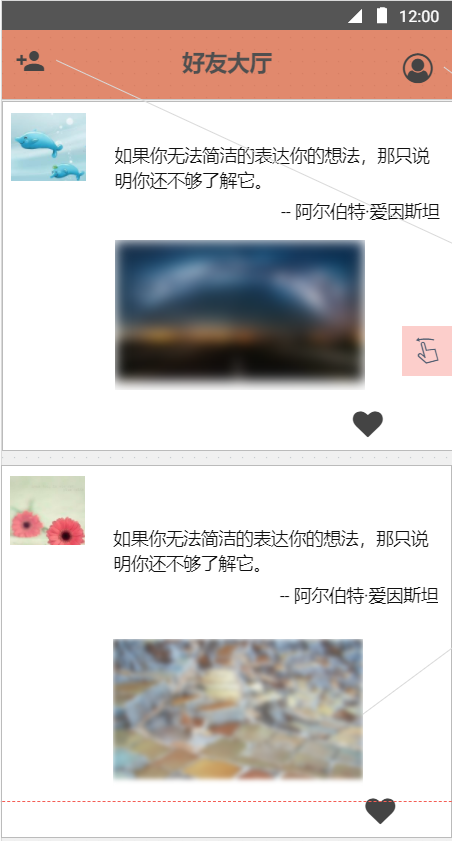 12:00
好友大厅
如果你无法简洁的表达你的想法，那只说
明你还不够了解它。
-- 阿尔伯特·爱因斯坦
如果你无法简洁的表达你的想法，那只说
明你还不够了解它。
-- 阿尔伯特·爱因斯坦